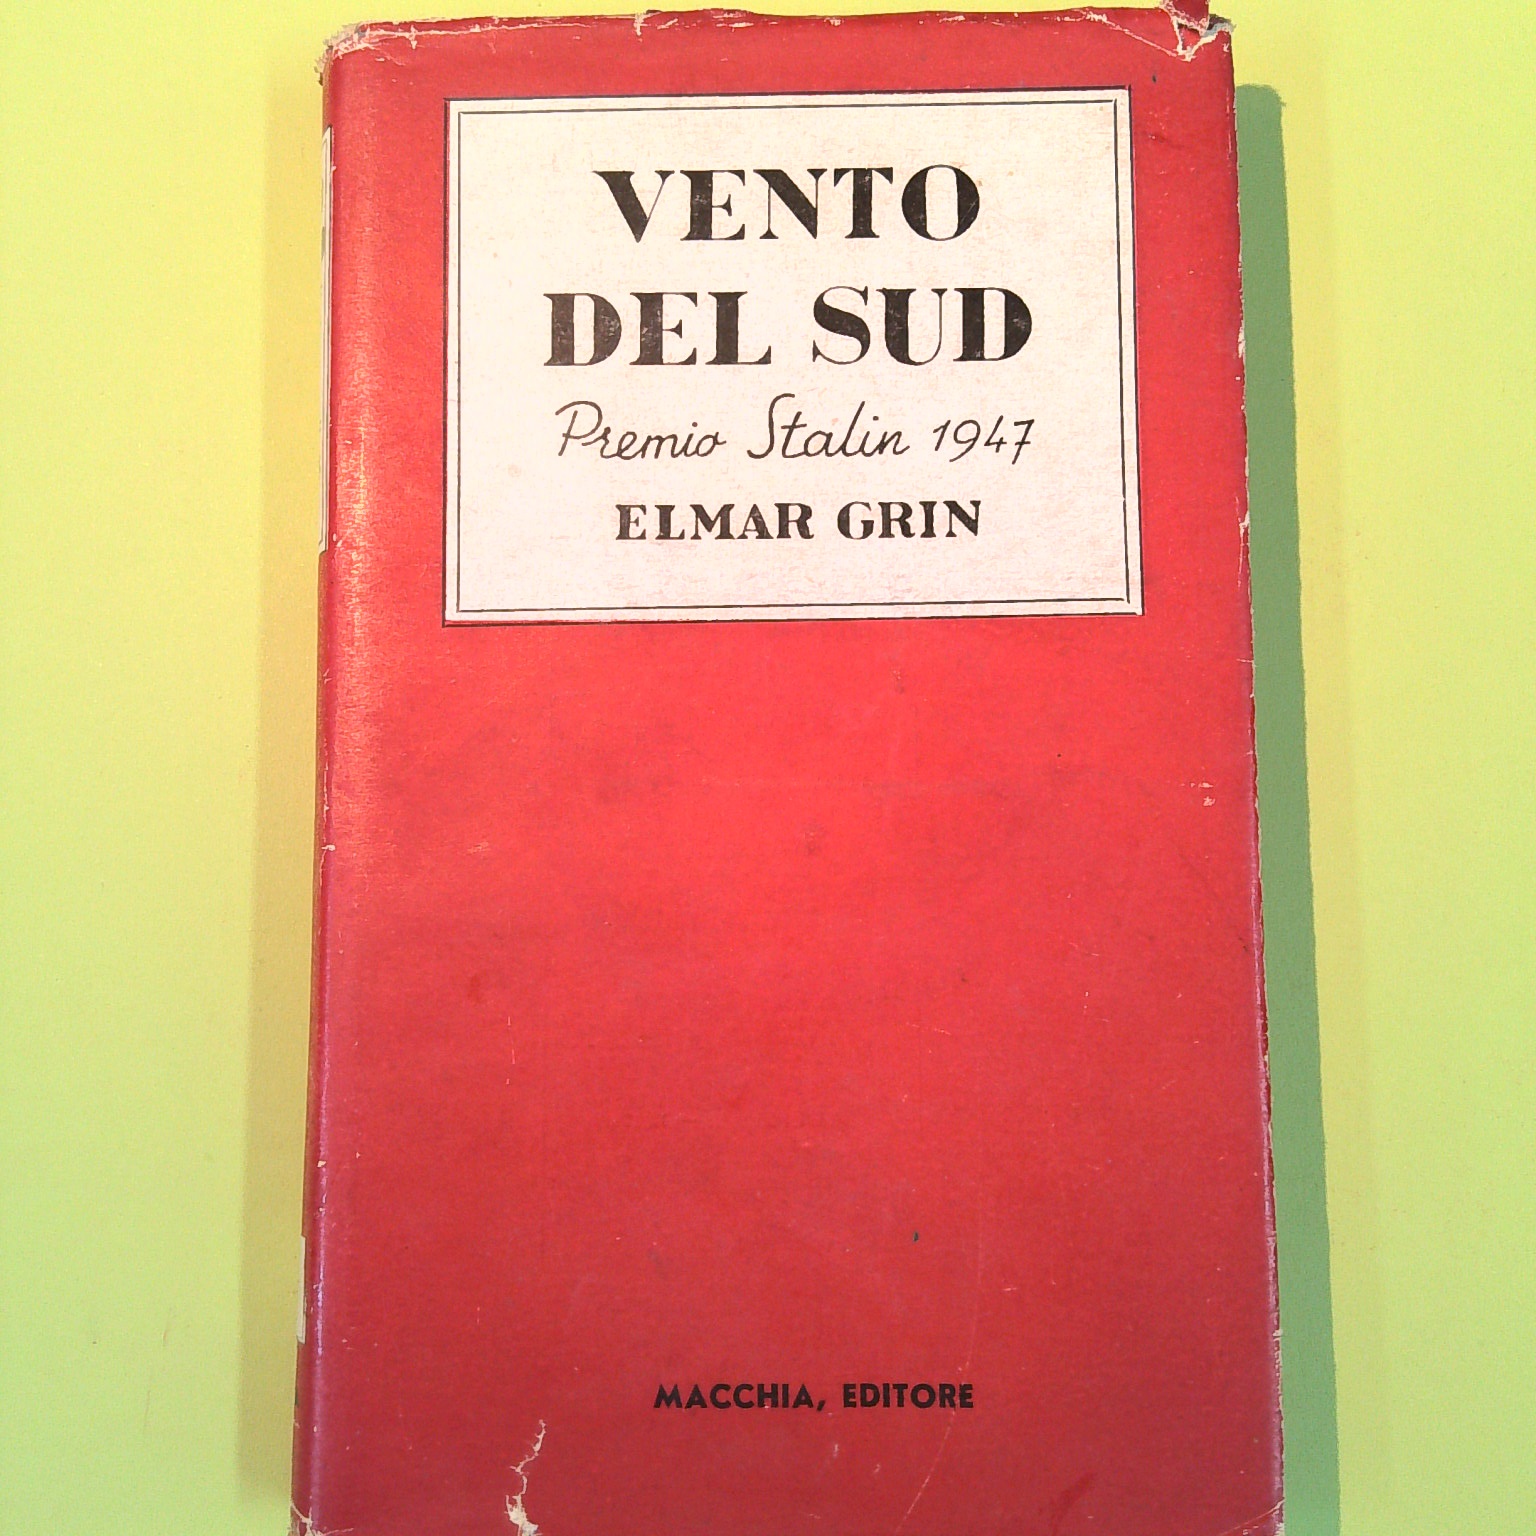 VENTO
DEL SUD
Premio Stalin 1947
ELMAR GRIN
MACCHIA, EDITORE